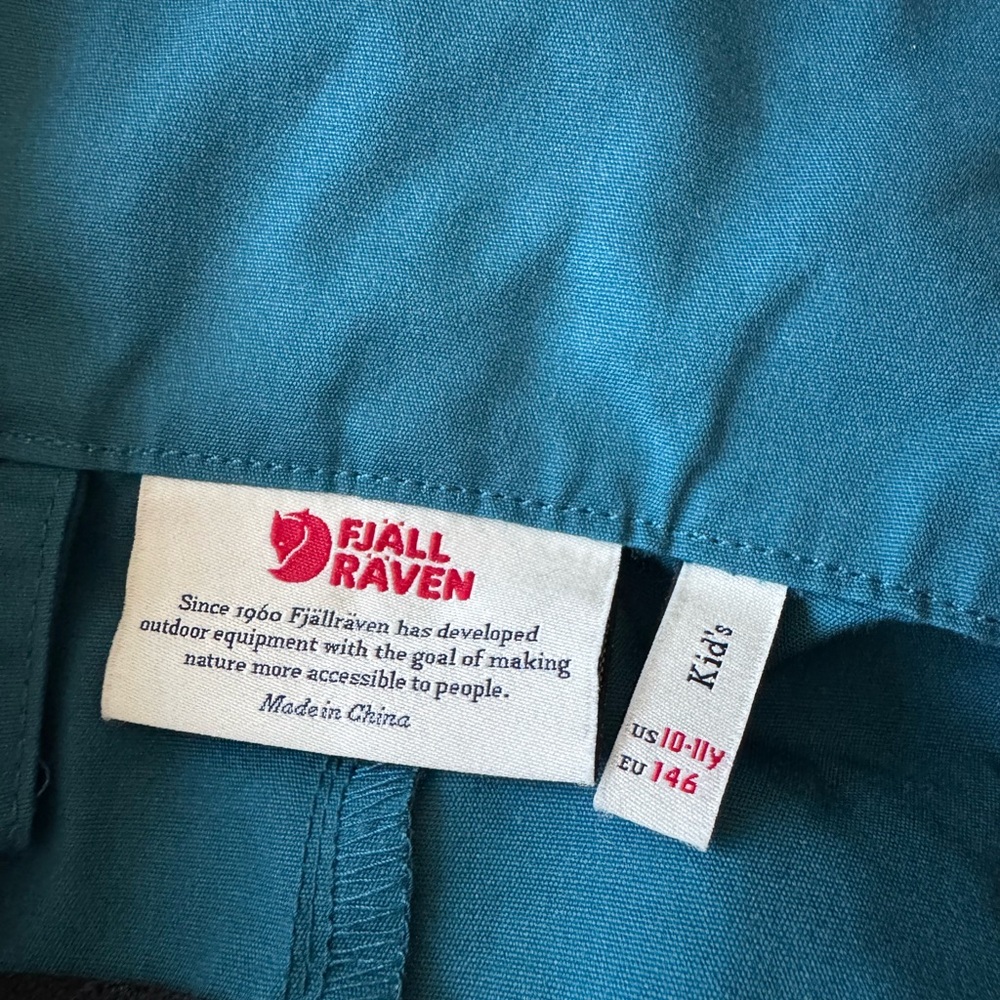 FJÄLL
RÄVEN
Since 1960 Fjällräven has developed
outdoor equipment with the goal of making
nature more accessible to people.
Made in China
Kid's
US 10-11y
EU 146